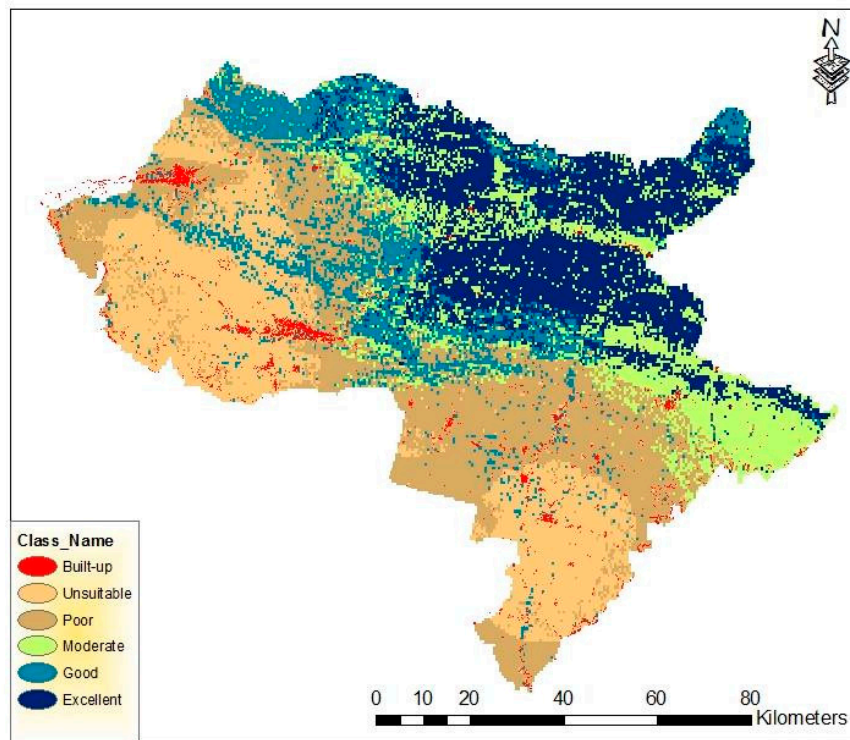 N
Class_Name
Built-up
Unsuitable
Poor
Moderate
Good
Excellent
0 10 20 40 60 80
Kilometers